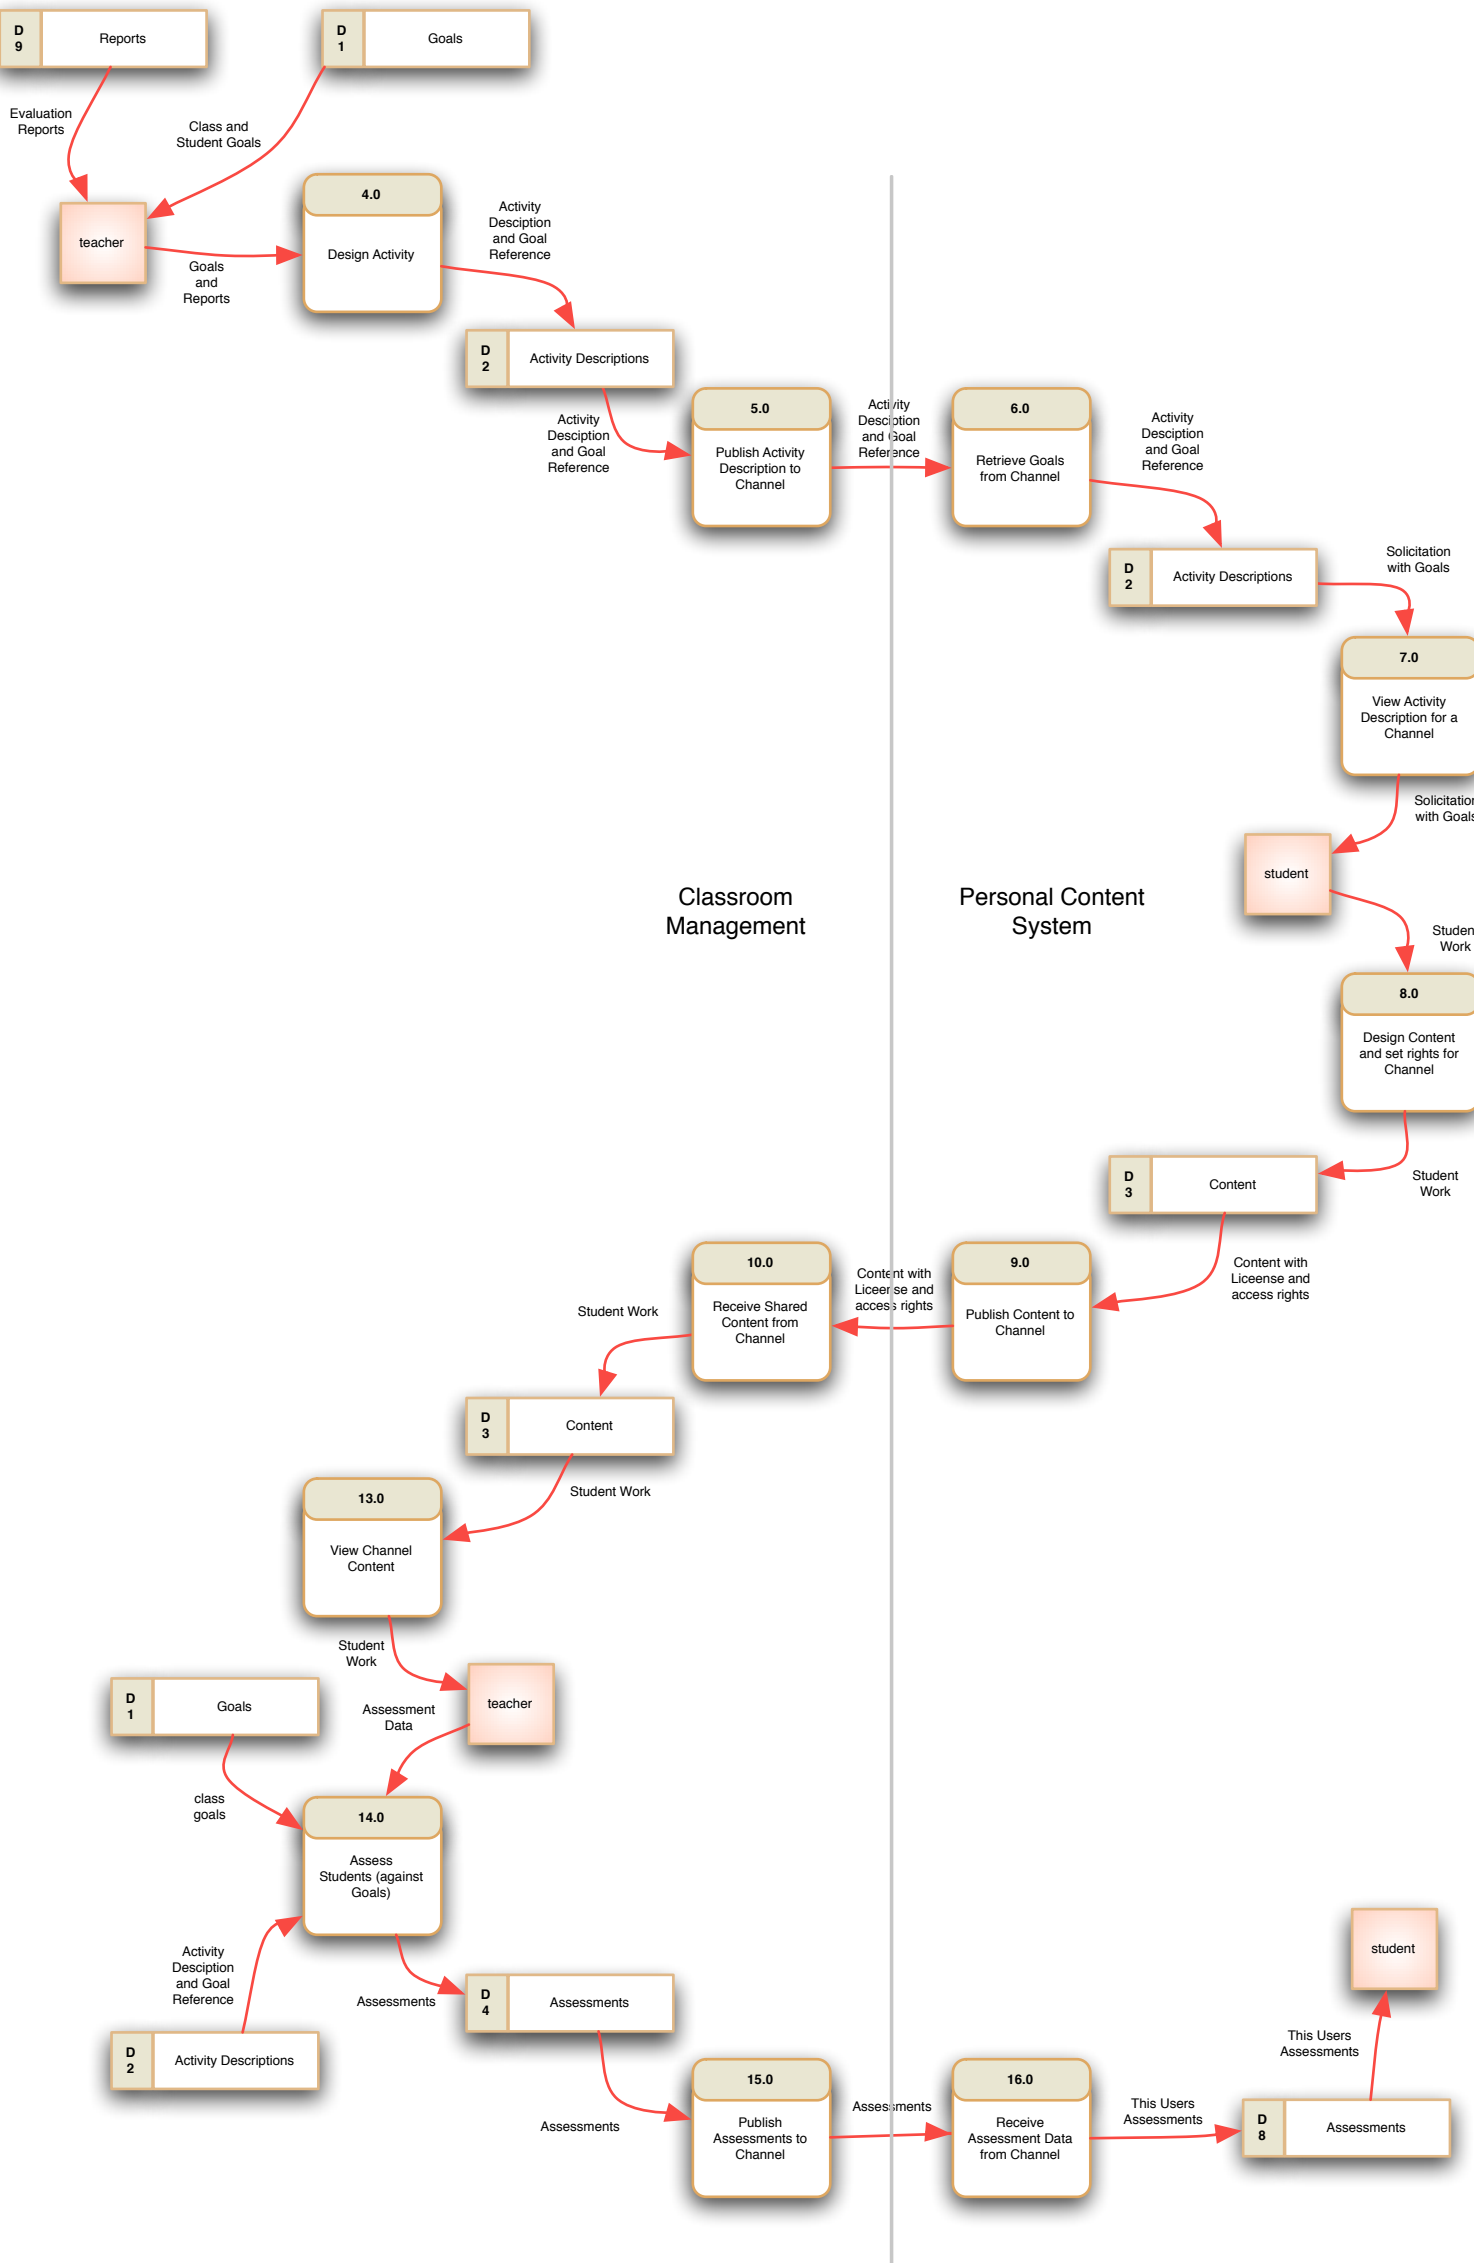 D
9
Reports
D
1
Goals
Evaluation
Reports
Class and
Student Goals
teacher
Goals
and
Reports
4.0
Design Activity
Activity
Desciption
and Goal
Reference
D
2
Activity Descriptions
Activity
Desciption
and Goal
Reference
5.0
Publish Activity
Description to
Channel
Activity
Desciption
and Goal
Reference
6.0
Retrieve Goals
from Channel
Activity
Desciption
and Goal
Reference
D
2
Activity Descriptions
Solicitation
with Goals
7.0
View Activity
Description for a
Channel
Solicitation
with Goals
student
Classroom
Management
Personal Content
System
Student
Work
8.0
Design Content
and set rights for
Channel
Student
Work
D
3
Content
Content with
Liceense and
access rights
9.0
Publish Content to
Channel
Content with
Liceense and
access rights
10.0
Receive Shared
Content from
Channel
Student Work
D
3
Content
Student Work
13.0
View Channel
Content
Student
Work
teacher
Assessment
Data
D
1
Goals
class
goals
14.0
Assess
Students (against
Goals)
Activity
Desciption
and Goal
Reference
D
2
Activity Descriptions
Assessments
D
4
Assessments
Assessments
15.0
Publish
Assessments to
Channel
Assessments
16.0
Receive
Assessment Data
from Channel
This Users
Assessments
D
8
Assessments
This Users
Assessments
student